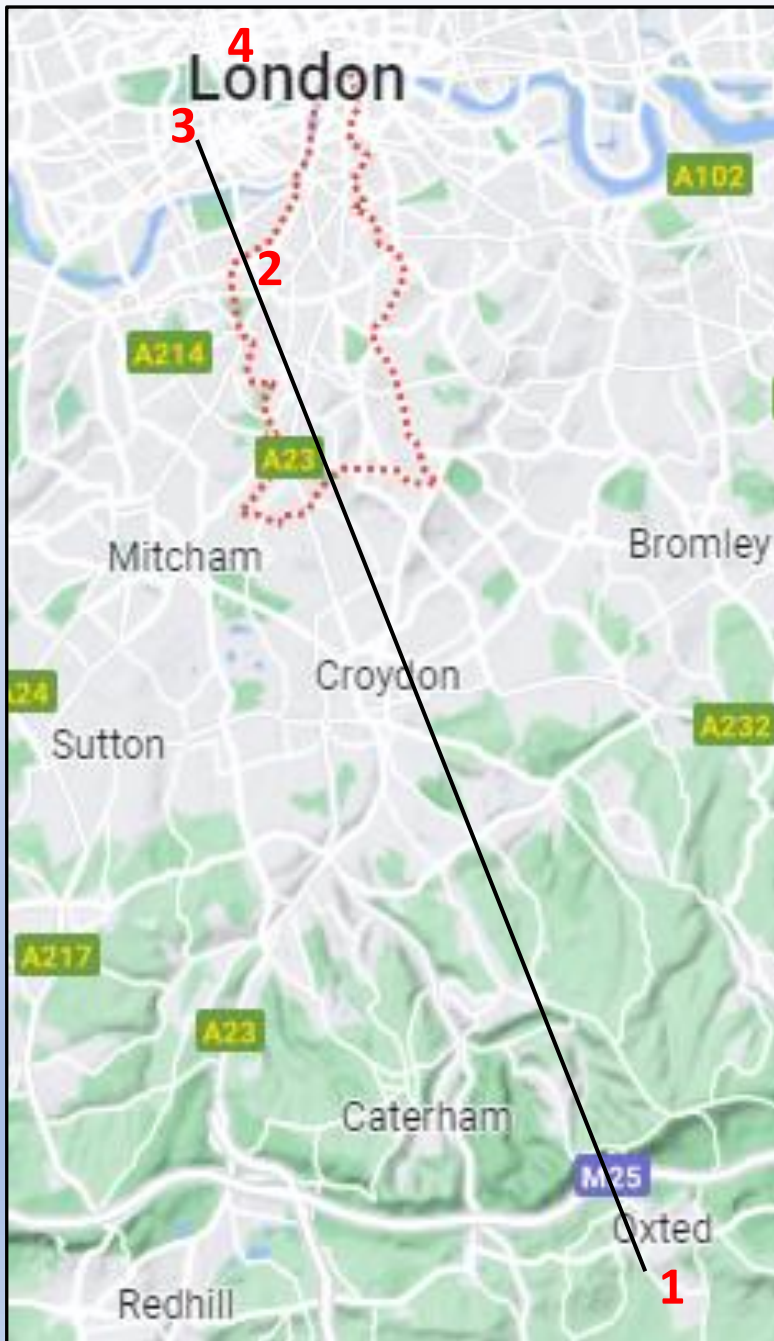 4
London
3
A102
2
A214
A23
Mitcham
Bromley
Croydon
A24
Sutton
A232
A217
A23
Caterham
M25
Oxted
1
Redhill